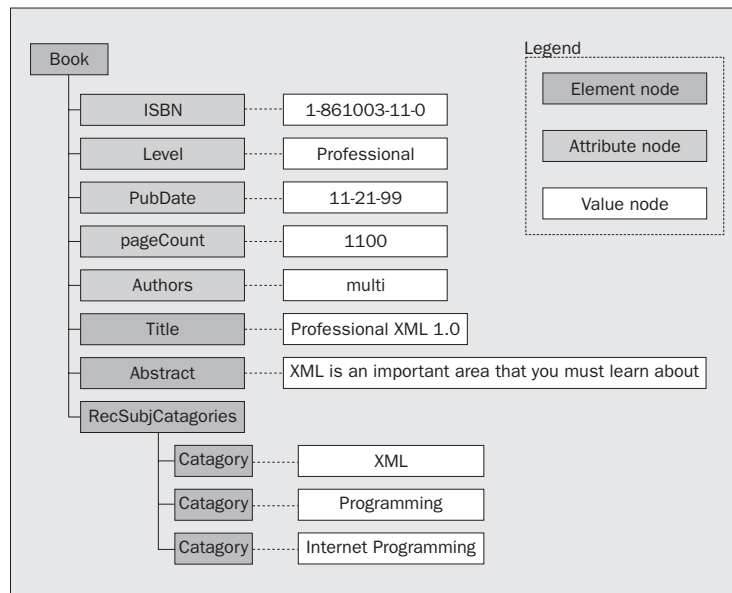 Book
Legend
ISBN 1-861003-11-0
Element node
Level Professional
Attribute node
PubDate 11-21-99
Value node
pageCount 1100
Authors multi
Title Professional XML 1.0
Abstract XML is an important area that you must learn about
RecSubjCatagories
Catagory XML
Catagory Programming
Catagory Internet Programming